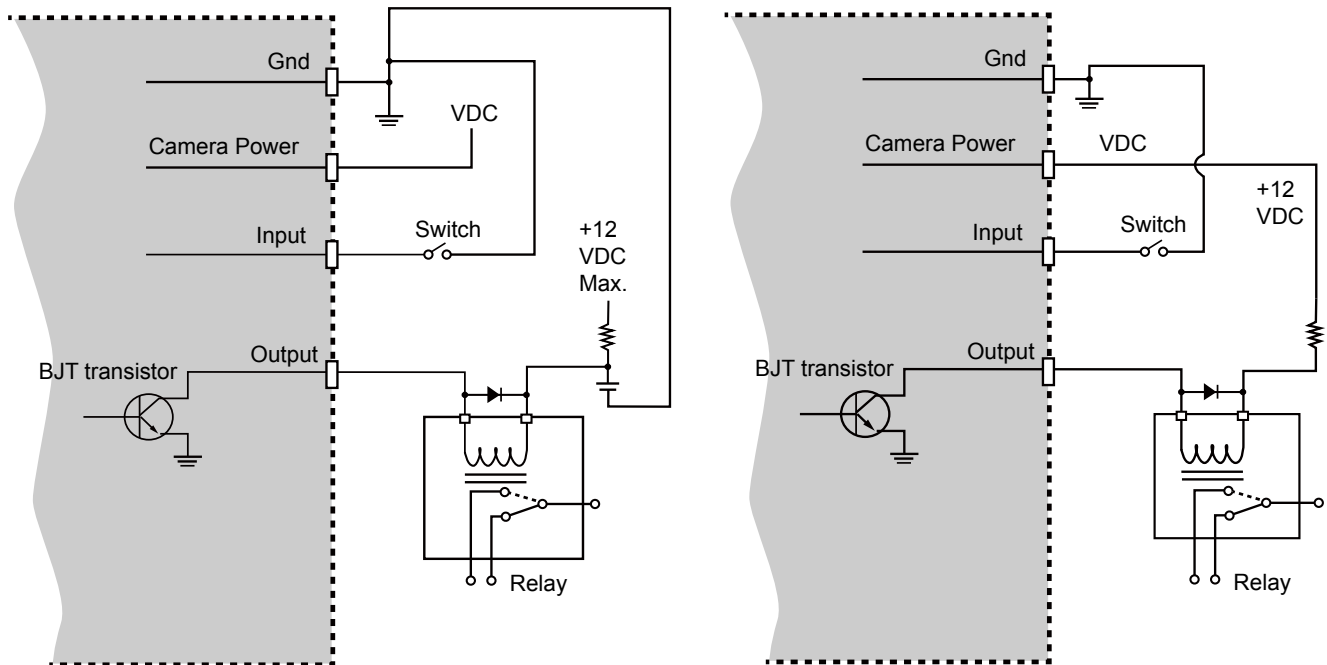 Gnd
VDC
Camera Power
Input
Switch
+12
VDC
Max.
Output
BJT transistor
Relay
Gnd
Camera Power
VDC
+12
VDC
Input
Switch
Output
BJT transistor
Relay